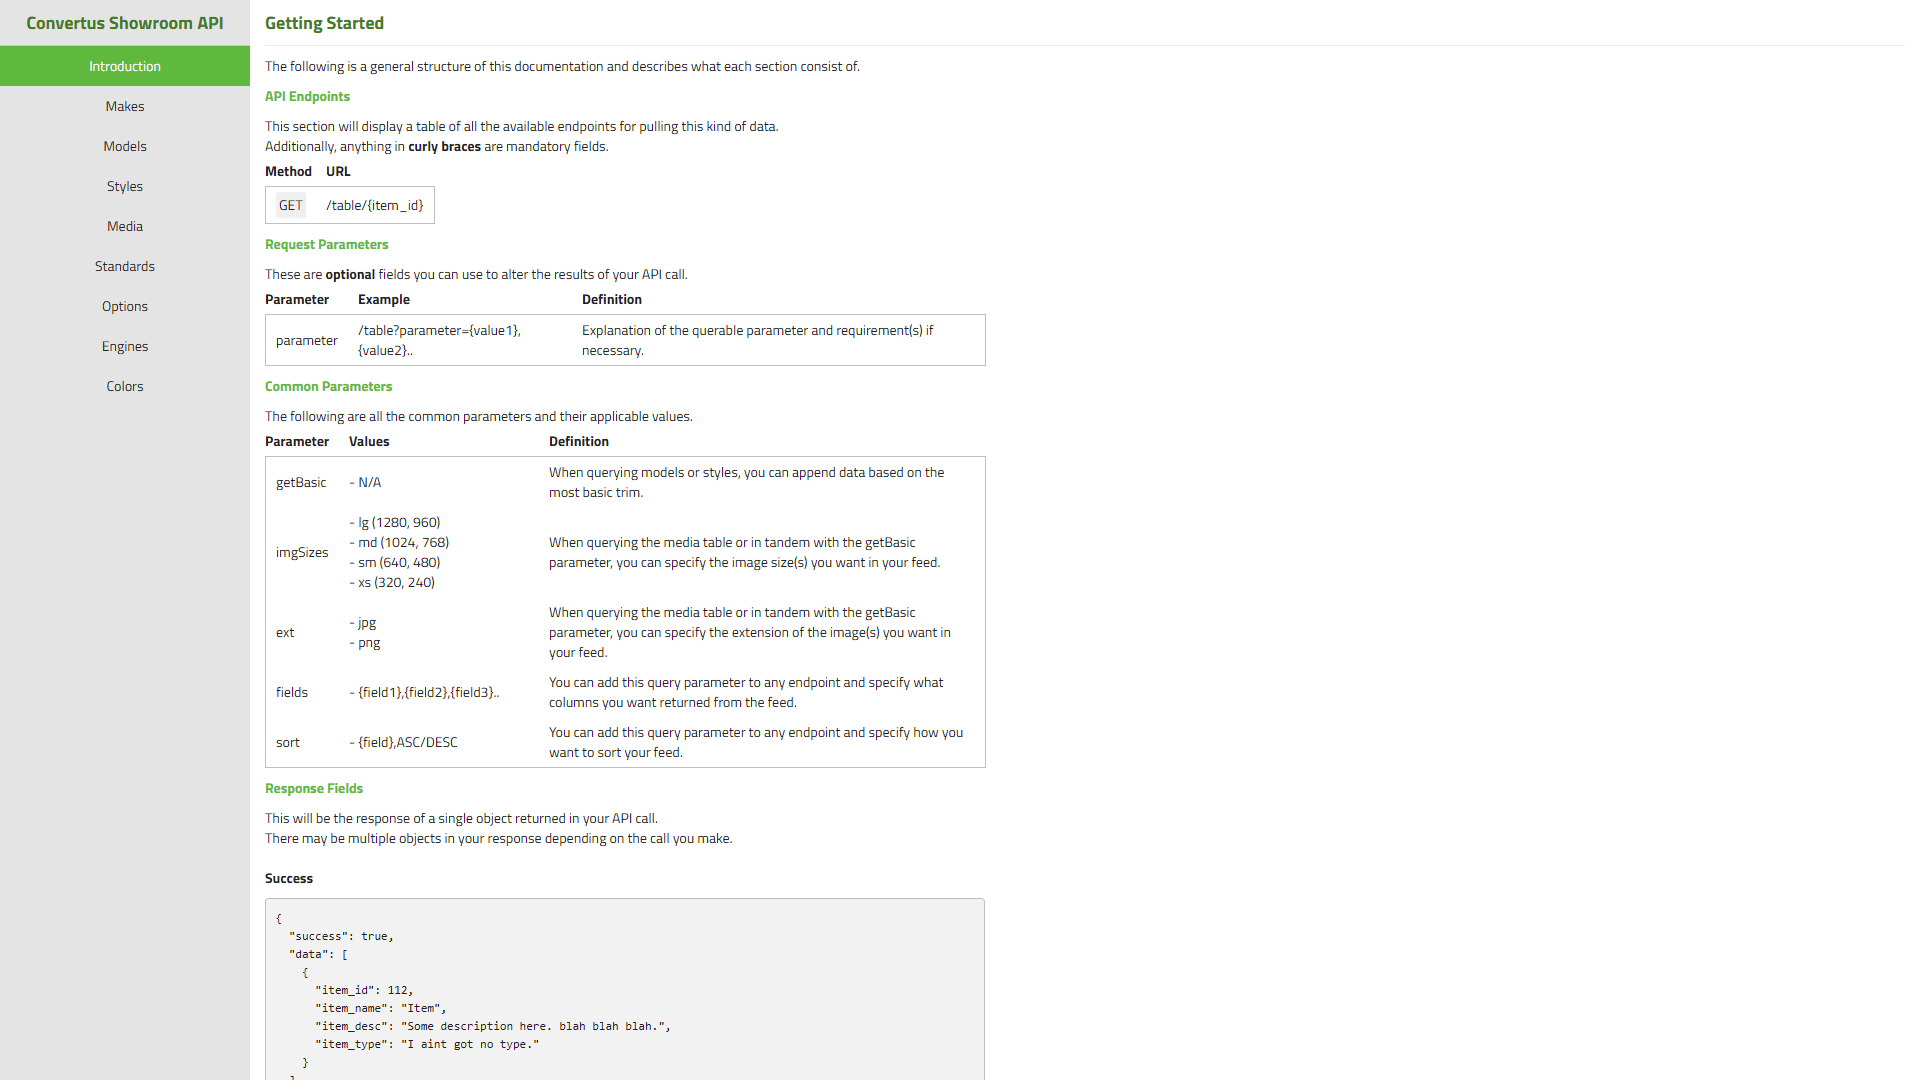 Convertus Showroom API
Introduction
Makes
Models
Styles
Media
Standards
Options
Engines
Colors
Getting Started
The following is a general structure of this documentation and describes what each section consist of.
API Endpoints
This section will display a table of all the available endpoints for pulling this kind of data.
Additionally, anything in curly braces are mandatory fields.
Method URL
GET /table/{item_id}
Request Parameters
These are optional fields you can use to alter the results of your API call.
Parameter Example Definition
parameter /table?parameter={value1},{value2}.. Explanation of the querable parameter and requirement(s) if necessary.
Common Parameters
The following are all the common parameters and their applicable values.
Parameter Values Definition
getBasic - N/A When querying models or styles, you can append data based on the most basic trim.
imgSizes
- lg (1280, 960)
- md (1024, 768)
- sm (640, 480)
- xs (320, 240)
When querying the media table or in tandem with the getBasic
parameter, you can specify the image size(s) you want in your feed.
ext
- jpg
- png
When querying the media table or in tandem with the getBasic
parameter, you can specify the extension of the image(s) you want in
your feed.
fields - {field1},{field2},{field3}.. You can add this query parameter to any endpoint and specify what
columns you want returned from the feed.
sort - {field},ASC/DESC You can add this query parameter to any endpoint and specify how you
want to sort your feed.
Response Fields
This will be the response of a single object returned in your API call.
There may be multiple objects in your response depending on the call you make.
Success
{
"success": true,
"data": [
{
"item_id": 112,
"item_name": "Item",
"item_desc": "Some description here. blah blah blah.",
"item_type": "I aint got no type."
}